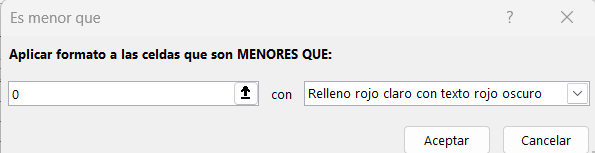 Es menor que
Aplicar formato a las celdas que son MENORES QUE:
0 con Relleno rojo claro con texto rojo oscuro
Aceptar Cancelar